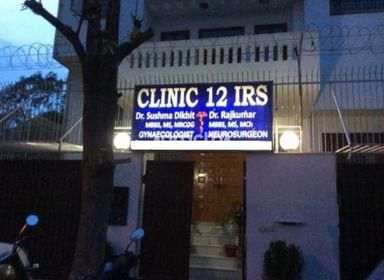 CLINIC 12 IRS
Dr. Sushma Dikhit
MBBS, MS, MRCOG
GYNAECOLOGIST
Dr. Rajkumar
MBBS, MS, MCh
NEUROSURGEON